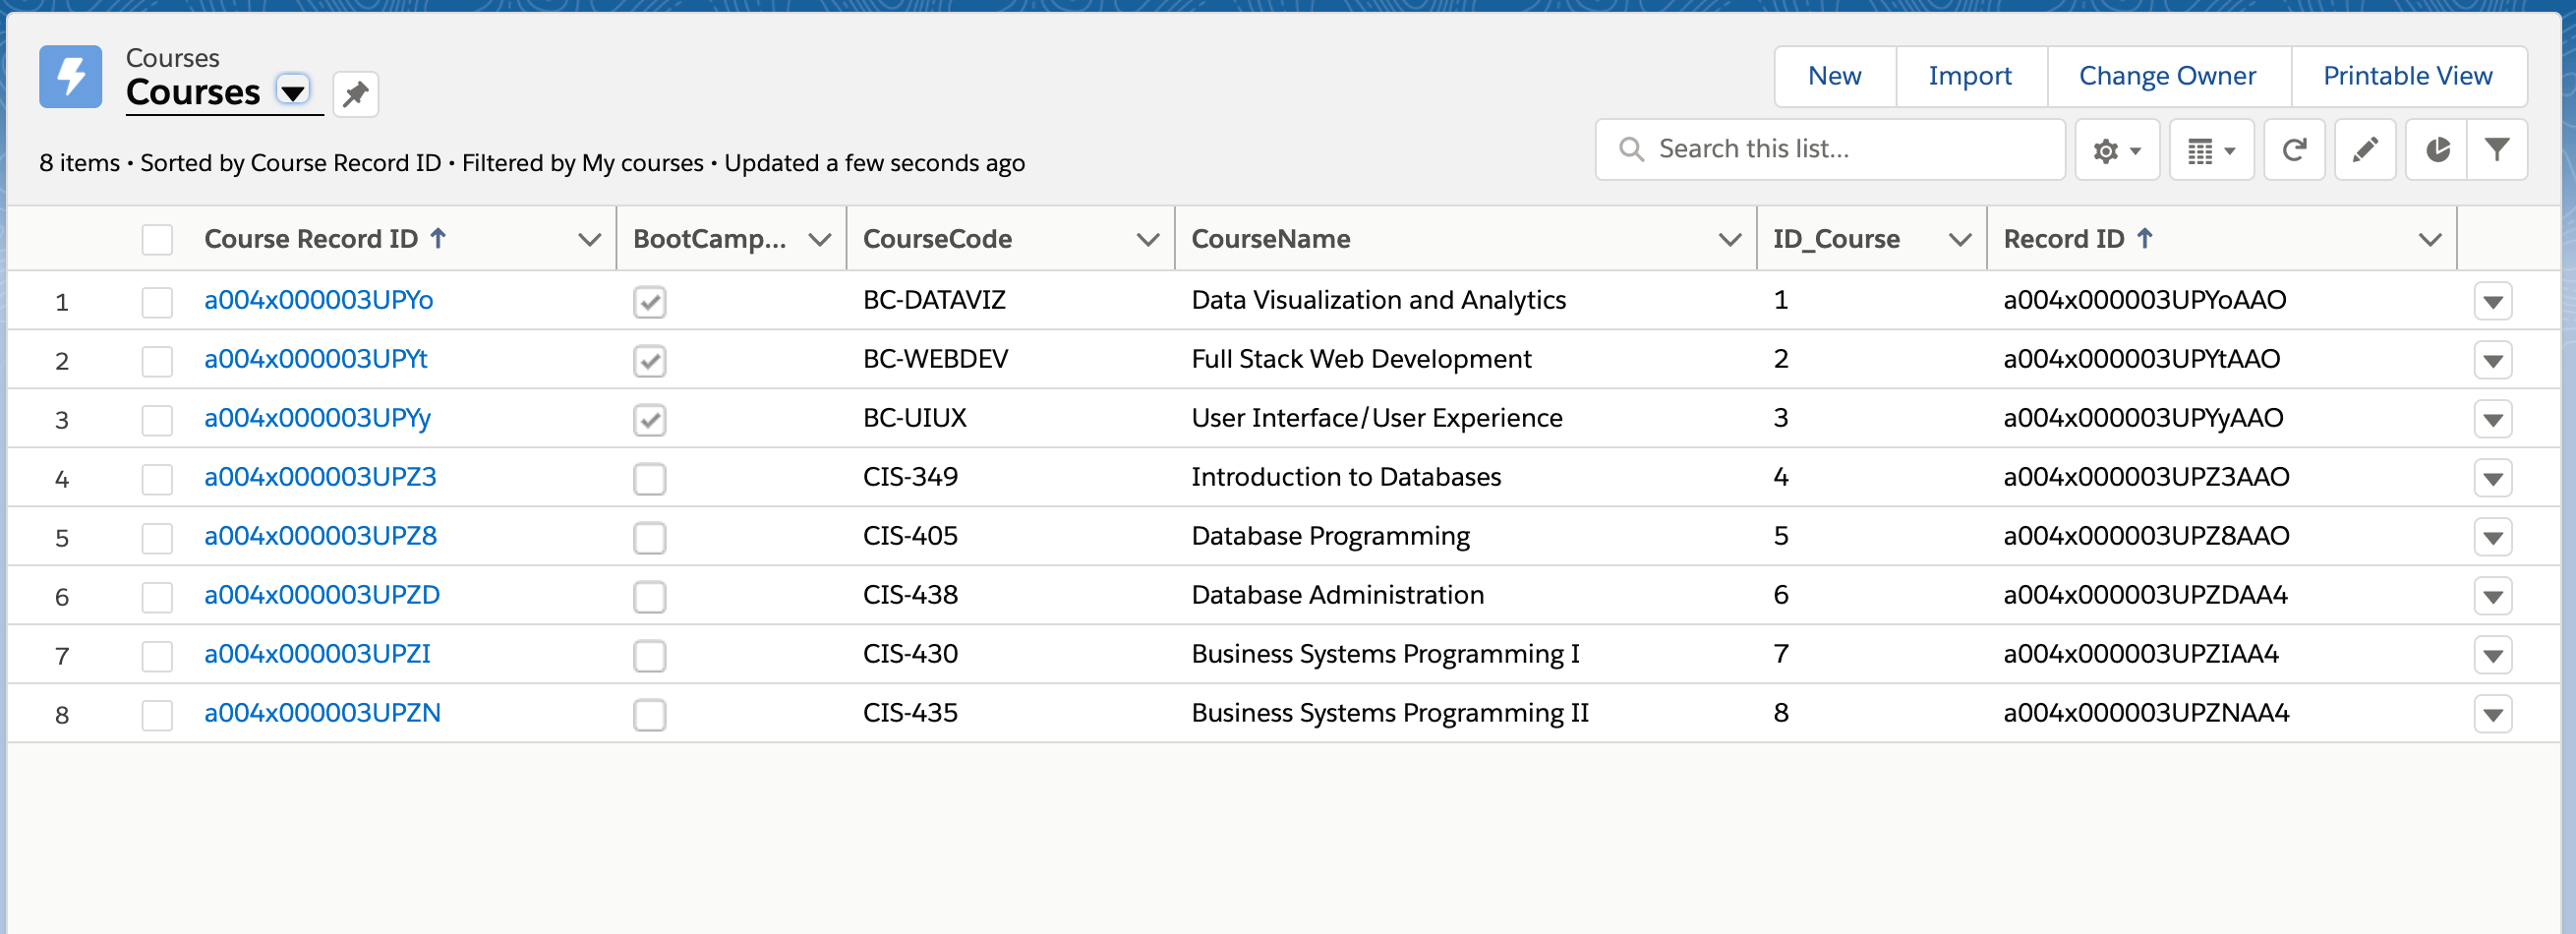 Courses
Courses
New Import Change Owner Printable View
8 items • Sorted by Course Record ID • Filtered by My courses • Updated a few seconds ago
Search this list...
Course Record ID BootCamp... CourseCode CourseName ID_Course Record ID
1 a004x000003UPYo BC-DATAVIZ Data Visualization and Analytics 1 a004x000003UPYoAAO
2 a004x000003UPYt BC-WEBDEV Full Stack Web Development 2 a004x000003UPYtAAO
3 a004x000003UPYy BC-UIUX User Interface/User Experience 3 a004x000003UPYyAAO
4 a004x000003UPZ3 CIS-349 Introduction to Databases 4 a004x000003UPZ3AAO
5 a004x000003UPZ8 CIS-405 Database Programming 5 a004x000003UPZ8AAO
6 a004x000003UPZD CIS-438 Database Administration 6 a004x000003UPZDAA4
7 a004x000003UPZI CIS-430 Business Systems Programming I 7 a004x000003UPZIAA4
8 a004x000003UPZN CIS-435 Business Systems Programming II 8 a004x000003UPZNAA4